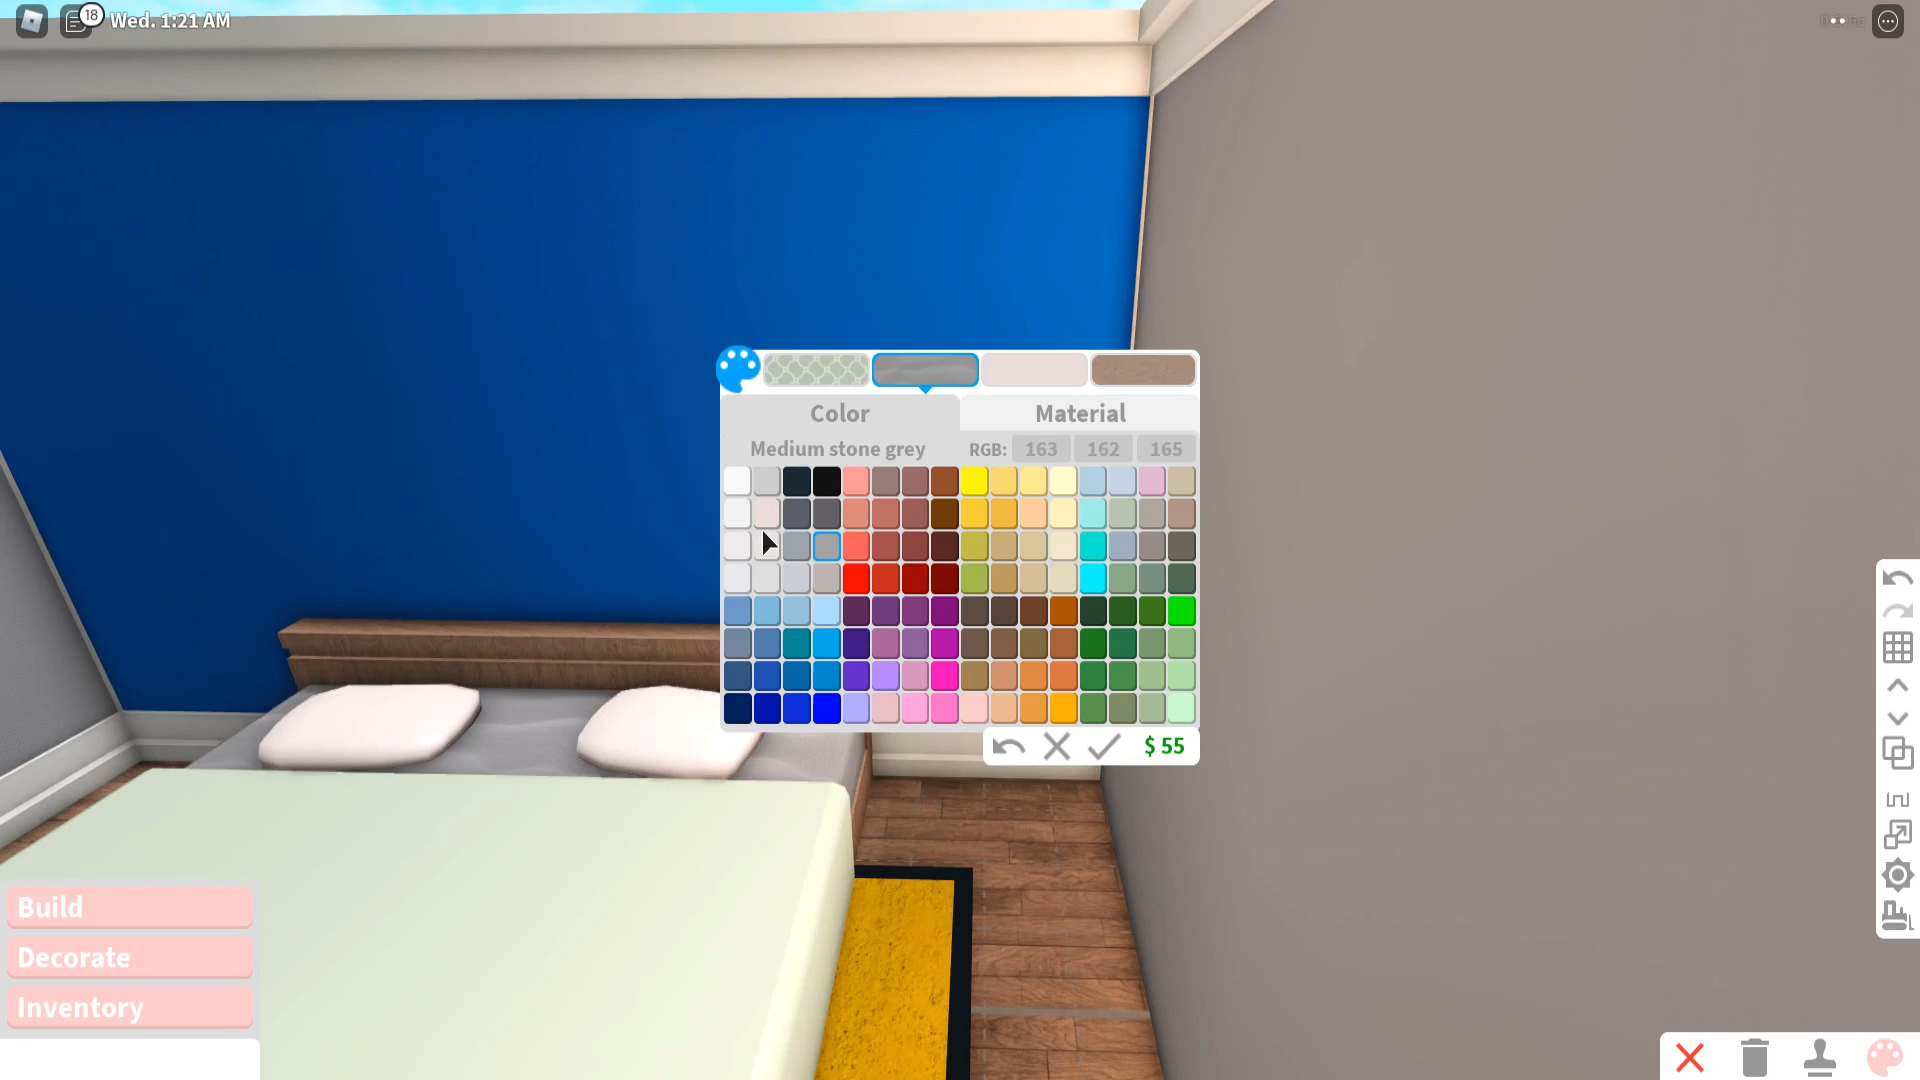 18
Wed. 1:21 AM
Color
Material
Medium stone grey
RGB: 163 162 165
$ 55
Build
Decorate
Inventory